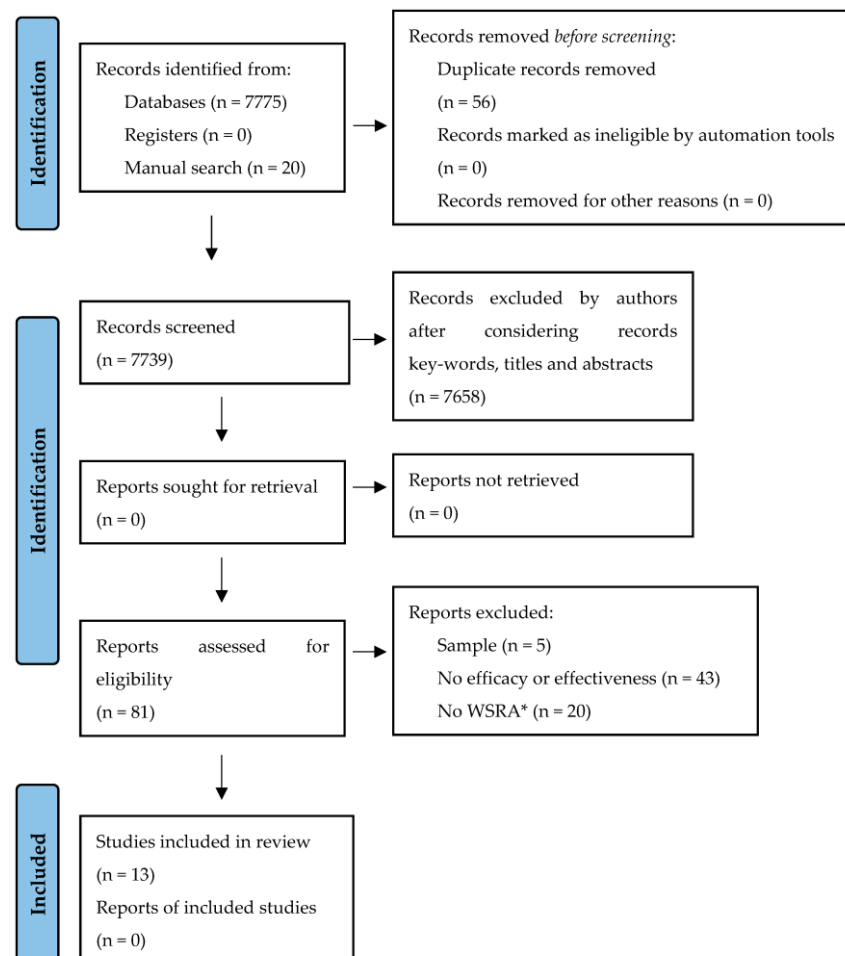 Identification
Records identified from:
Databases (n = 7775)
Registers (n = 0)
Manual search (n = 20)
Records removed before screening:
Duplicate records removed
(n = 56)
Records marked as ineligible by automation tools
(n = 0)
Records removed for other reasons (n = 0)
Identification
Records screened
(n = 7739)
Records excluded by authors
after considering records
key-words, titles and abstracts
(n = 7658)
Reports sought for retrieval
(n = 0)
Reports not retrieved
(n = 0)
Reports assessed for
eligibility
(n = 81)
Reports excluded:
Sample (n = 5)
No efficacy or effectiveness (n = 43)
No WSRA* (n = 20)
Included
Studies included in review
(n = 13)
Reports of included studies
(n = 0)